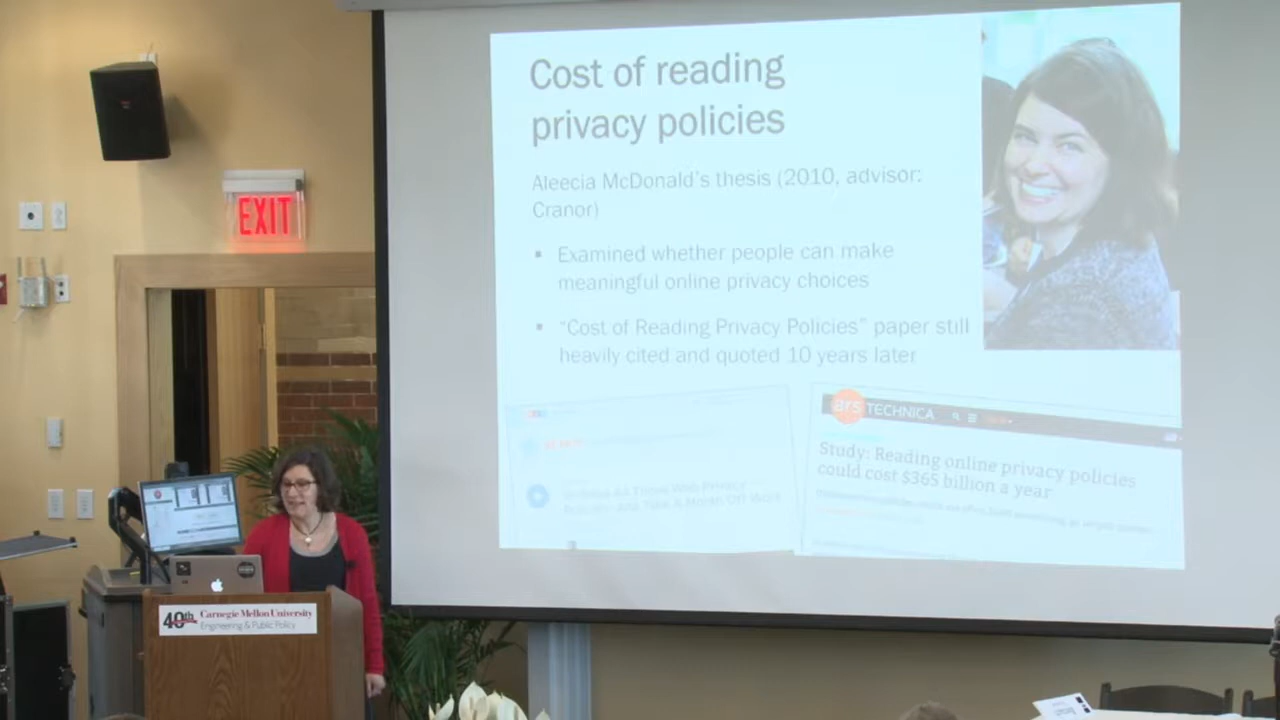 Cost of reading
privacy policies
Aleecia McDonald's thesis (2010, advisor:
Cranor)
▪ Examined whether people can make
meaningful online privacy choices
▪ "Cost of Reading Privacy Policies" paper still
heavily cited and quoted 10 years later
ars TECHNICA
Study: Reading online privacy policies
could cost $365 billion a year
EXIT
40th Carnegie Mellon University
Engineering & Public Policy